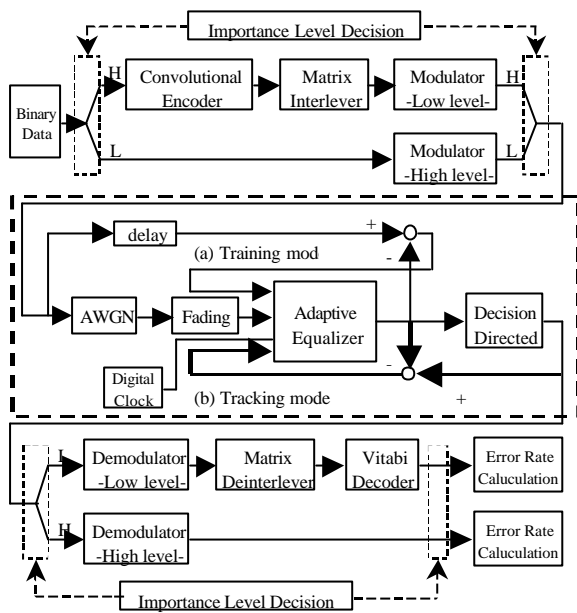 Importance Level Decision
H
Convolutional
Encoder
Matrix
Interlever
Modulator
-Low level-
H
Binary
Data
L
Modulator
-High level-
L
delay
+
(a) Training mod
-
AWGN
Fading
Adaptive
Equalizer
Decision
Directed
Digital
Clock
-
(b) Tracking mode
+
L
Demodulator
-Low level-
Matrix
Deinterlever
Vitabi
Decoder
Error Rate
Caluculation
H
Demodulator
-High level-
Error Rate
Caluculation
Importance Level Decision